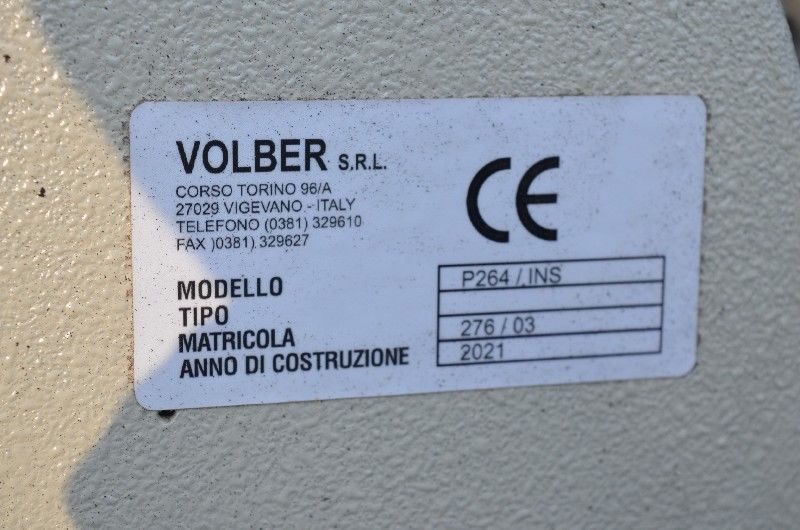 VOLBER S.R.L.
CORSO TORINO 96/A
27029 VIGEVANO - ITALY
TELEFONO (0381) 329610
FAX )0381) 329627
CE
MODELLO P264 / INS
TIPO
MATRICOLA 276 / 03
ANNO DI COSTRUZIONE 2021